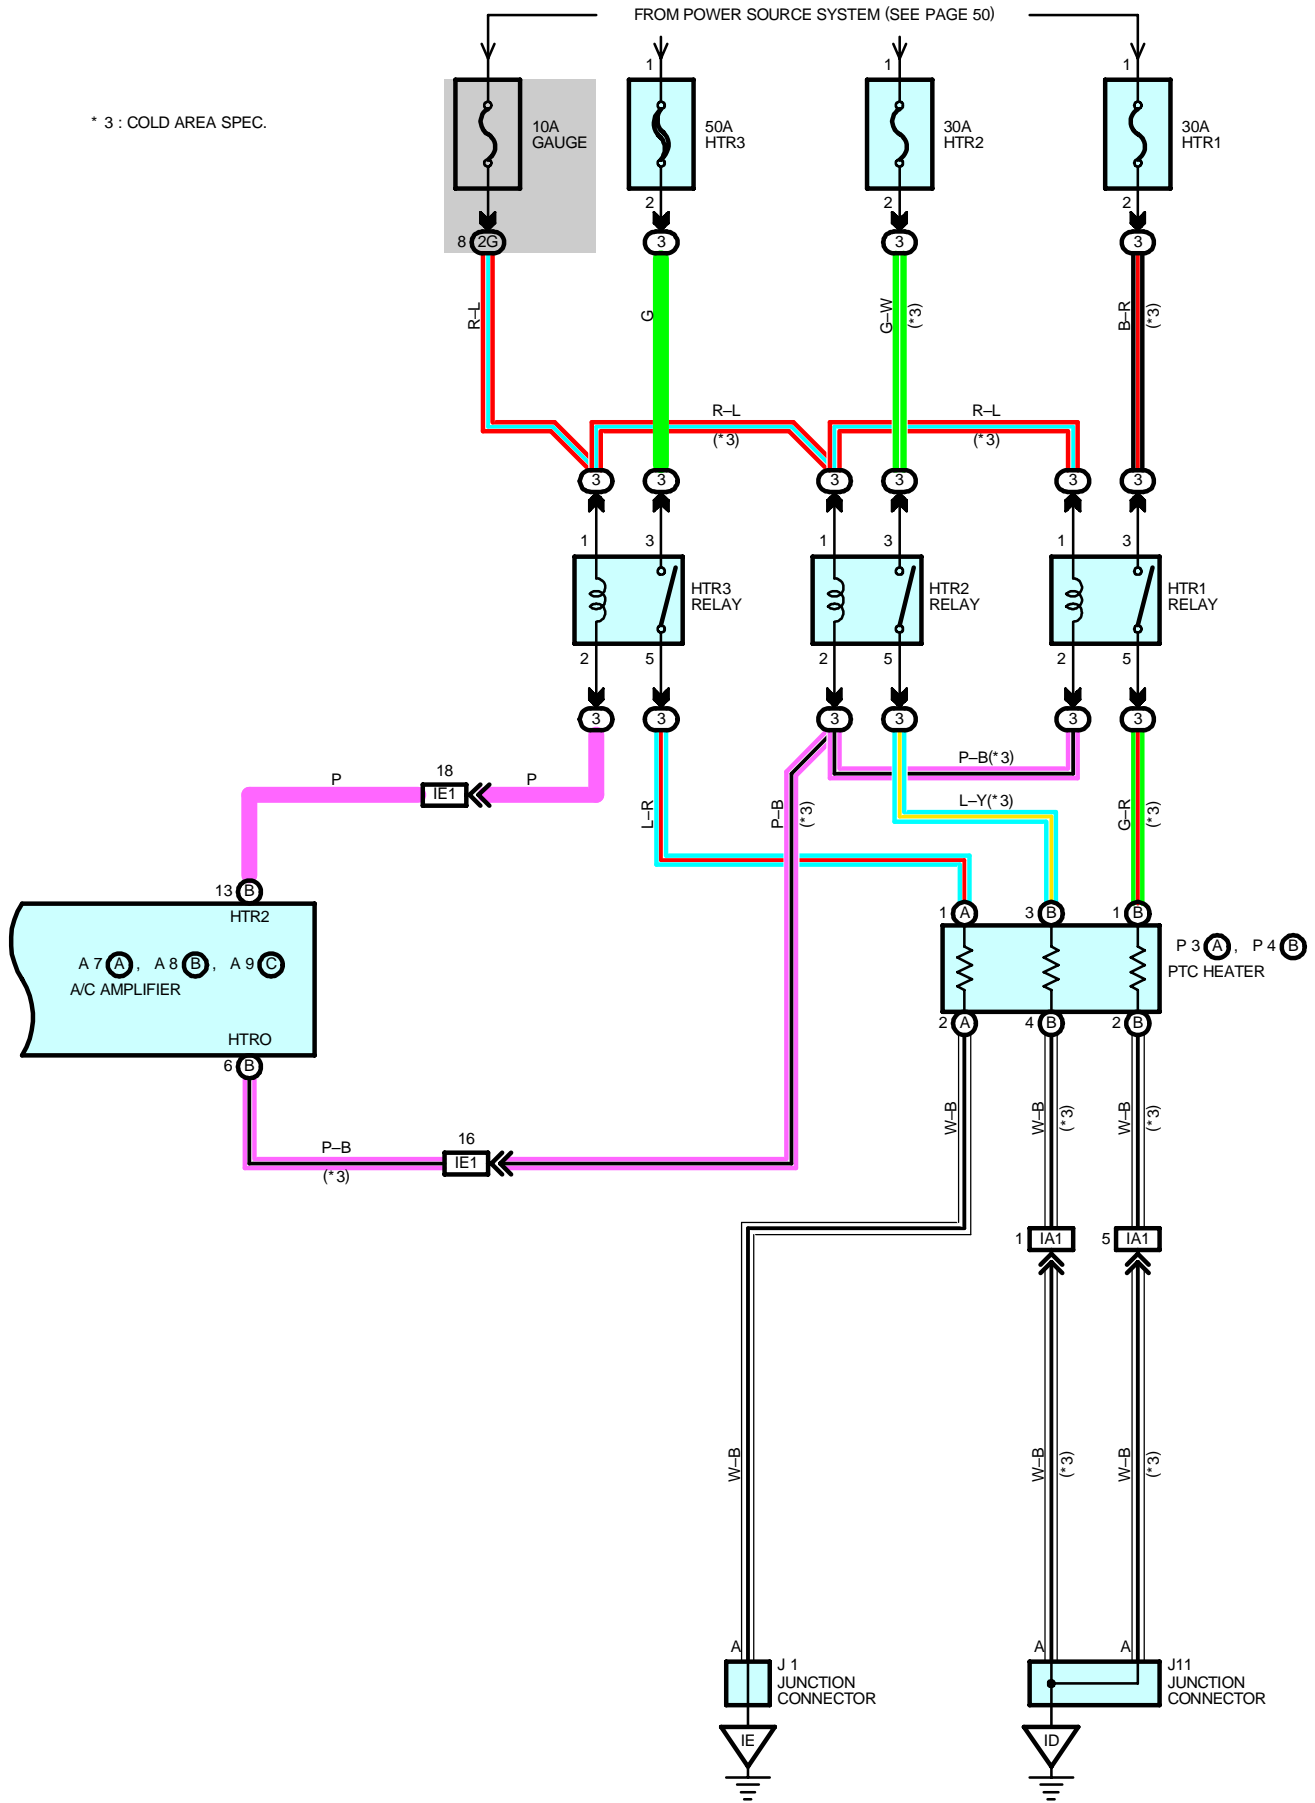 FROM POWER SOURCE SYSTEM (SEE PAGE 50)
* 3 : COLD AREA SPEC.
10A
GAUGE
8 2G
1
50A
HTR3
2
3
1
30A
HTR2
2
3
1
30A
HTR1
2
3
R–L
G
G–W
(*3)
B–R
(*3)
R–L
(*3)
R–L
(*3)
3
3
3
3
3
3
1
3
HTR3
RELAY
2
5
1
3
HTR2
RELAY
2
5
1
3
HTR1
RELAY
2
5
3
3
3
3
3
3
P
18
IE1
P
L–R
P–B
(*3)
P–B(*3)
L–Y(*3)
G–R
(*3)
13 B
HTR2
A 7 A , A 8 B , A 9 C
A/C AMPLIFIER
HTRO
6 B
1 A
3 B
1 B
P 3 A , P 4 B
PTC HEATER
2 A
4 B
2 B
P–B
(*3)
16
IE1
W–B
W–B
(*3)
W–B
(*3)
1 IA1
5 IA1
W–B
W–B
(*3)
W–B
(*3)
A
J 1
JUNCTION
CONNECTOR
IE
A
A
J11
JUNCTION
CONNECTOR
ID